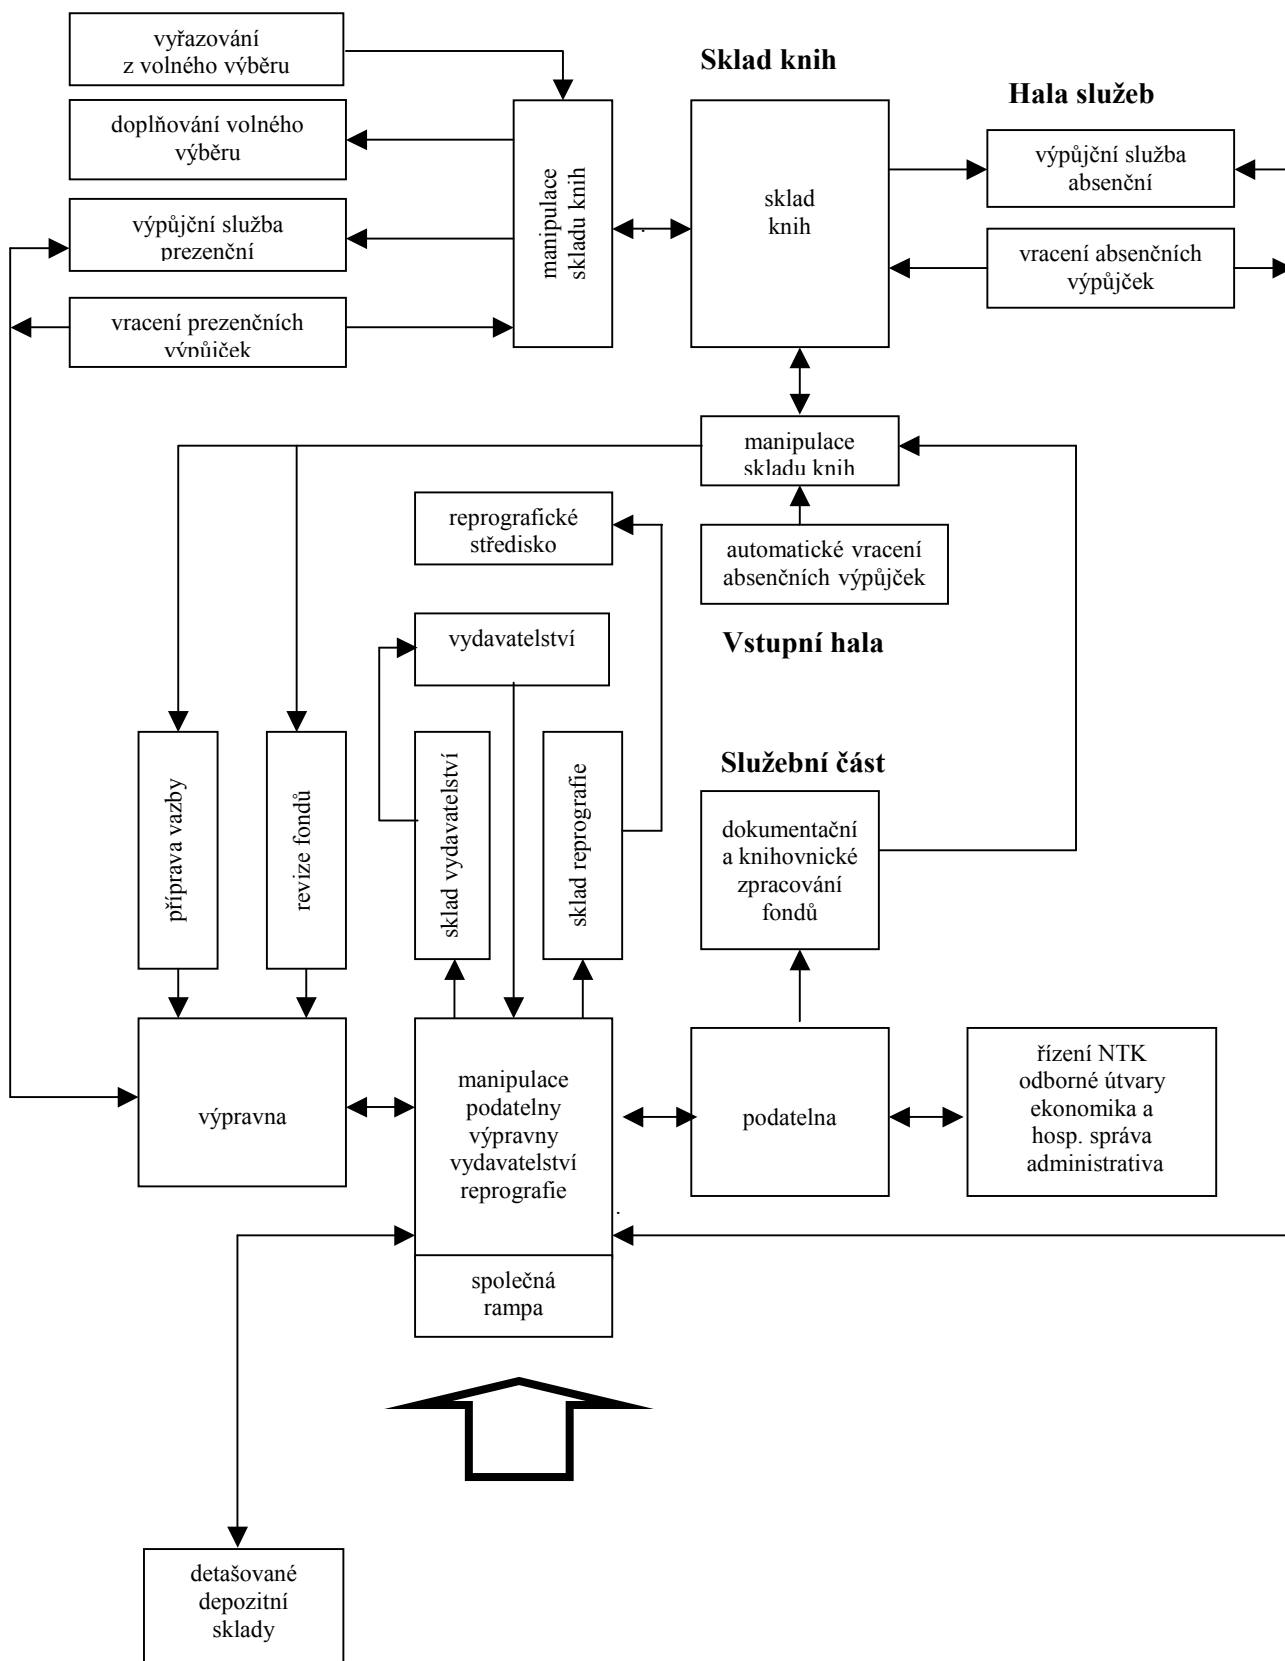 vyřazování
z volného výběru
Sklad knih
Hala služeb
doplňování volného
výběru
manipulace
skladu knih
sklad
knih
výpůjční služba
absenční
výpůjční služba
prezenční
vracení absenčních
výpůjček
vracení prezenčních
výpůjček
manipulace
skladu knih
reprografické
středisko
automatické vracení
absenčních výpůjček
vydavatelství
Vstupní hala
příprava vazby
revize fondů
sklad vydavatelství
sklad reprografie
Služební část
dokumentační
a knihovnické
zpracování
fondů
výpravna
manipulace
podatelny
výpravny
vydavatelství
reprografie
podatelna
řízení NTK
odborné útvary
ekonomika a
hosp. správa
administrativa
společná
rampa
detašované
depozitní
sklady